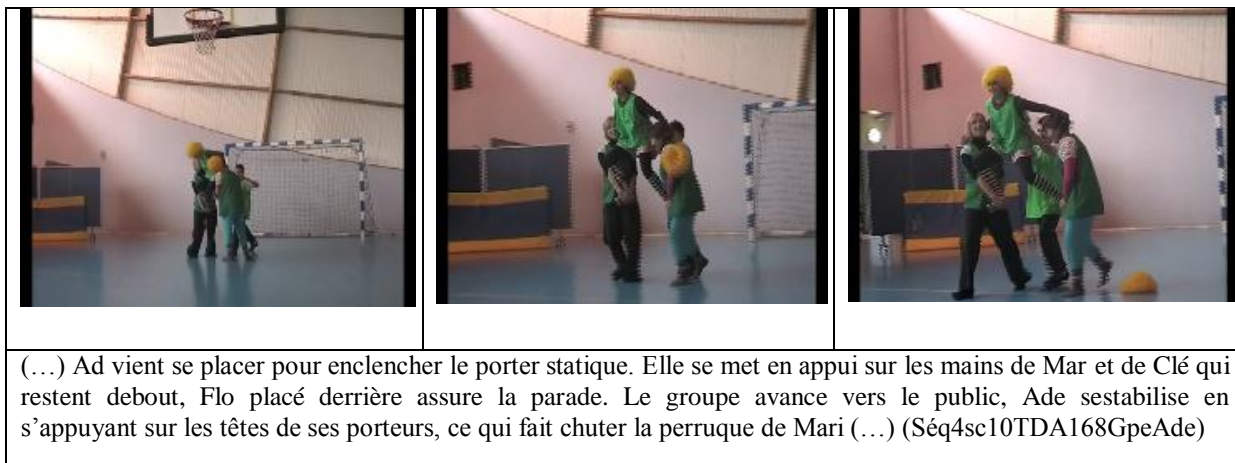 (…) Ad vient se placer pour enclencher le porter statique. Elle se met en appui sur les mains de Mar et de Clé qui
restent debout, Flo placé derrière assure la parade. Le groupe avance vers le public, Ade sestabilise en
s’appuyant sur les têtes de ses porteurs, ce qui fait chuter la perruque de Mari (…) (Séq4sc10TDA168GpeAde)